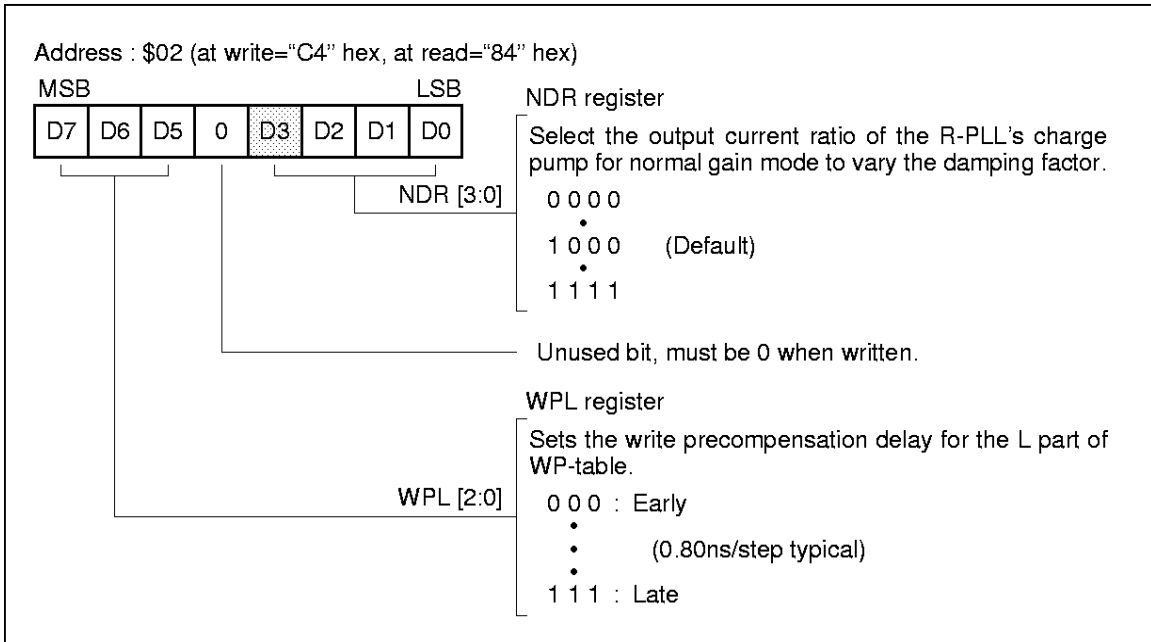 Address : $02 (at write=“C4” hex, at read=“84” hex)
MSB LSB
D7 D6 D5 0 D3 D2 D1 D0
NDR register
Select the output current ratio of the R-PLL's charge
pump for normal gain mode to vary the damping factor.
NDR [3:0]
0 0 0 0
•
1 0 0 0 (Default)
•
1 1 1 1
Unused bit, must be 0 when written.
WPL register
Sets the write precompensation delay for the L part of
WP-table.
WPL [2:0]
0 0 0 : Early
•
• (0.80ns/step typical)
•
1 1 1 : Late